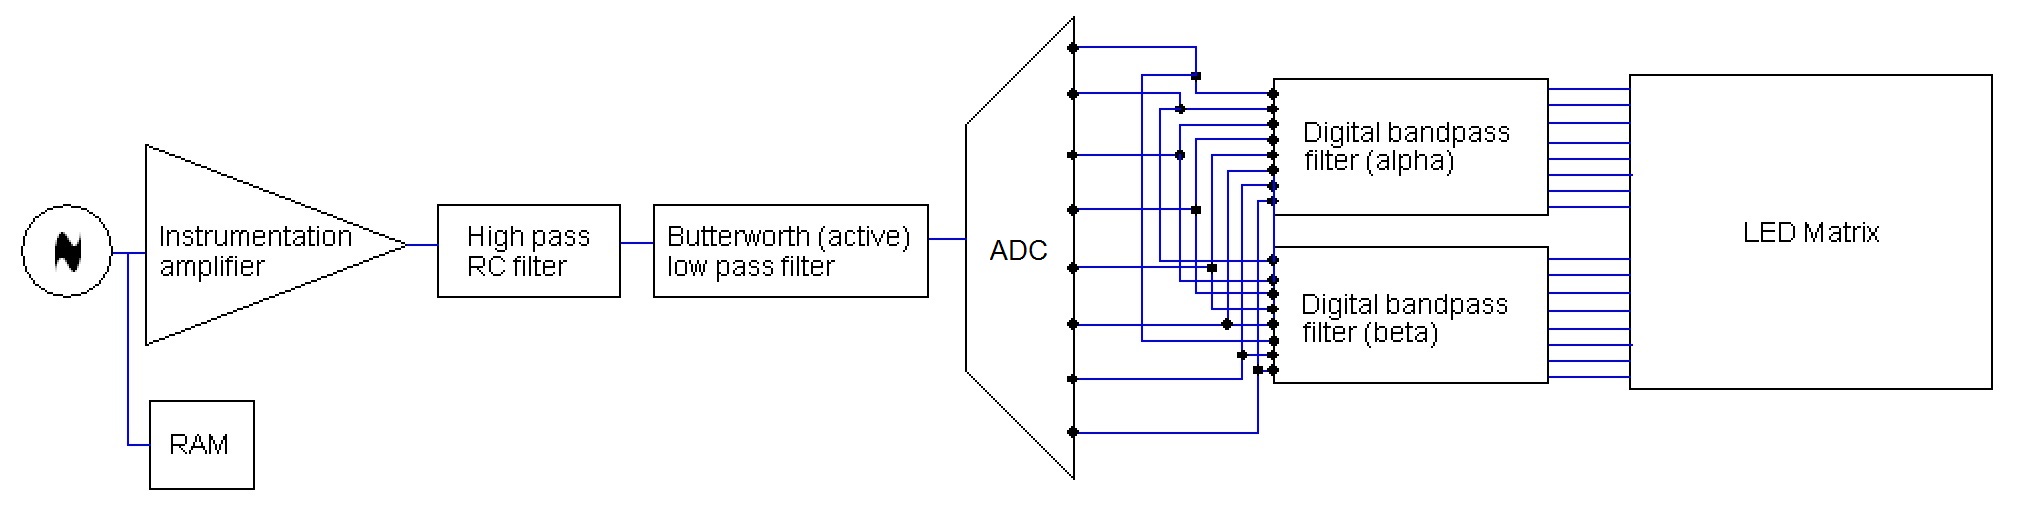 Instrumentation
amplifier
High pass
RC filter
Butterworth (active)
low pass filter
ADC
Digital bandpass
filter (alpha)
Digital bandpass
filter (beta)
LED Matrix
RAM